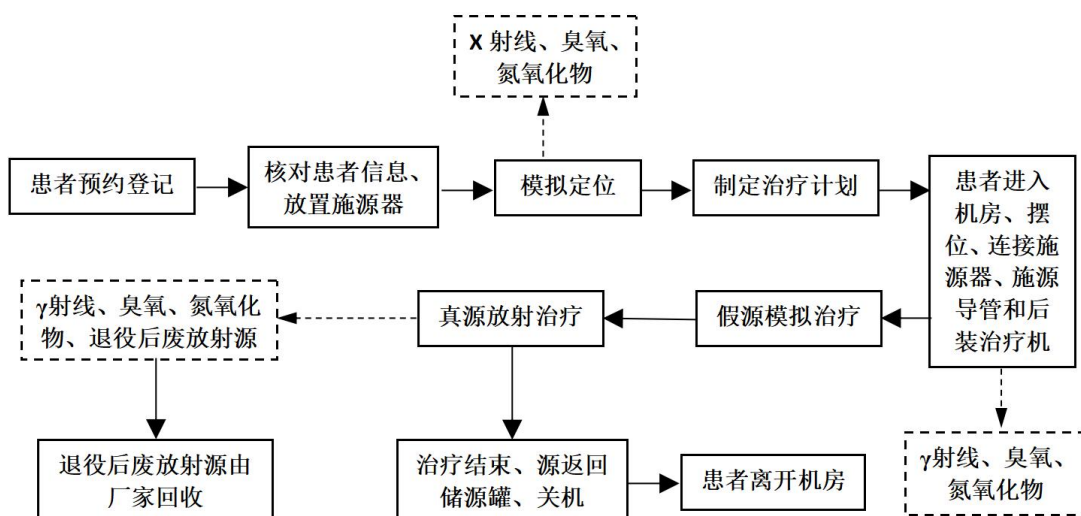 X 射线、臭氧、
氮氧化物
患者预约登记
核对患者信息、
放置施源器
模拟定位
制定治疗计划
患者进入
机房、摆
位、连接施
源器、施源
导管和后
装治疗机
γ射线、臭氧、氮氧化
物、退役后废放射源
真源放射治疗
假源模拟治疗
退役后废放射源由
厂家回收
治疗结束、源返回
储源罐、关机
患者离开机房
γ射线、臭氧、
氮氧化物